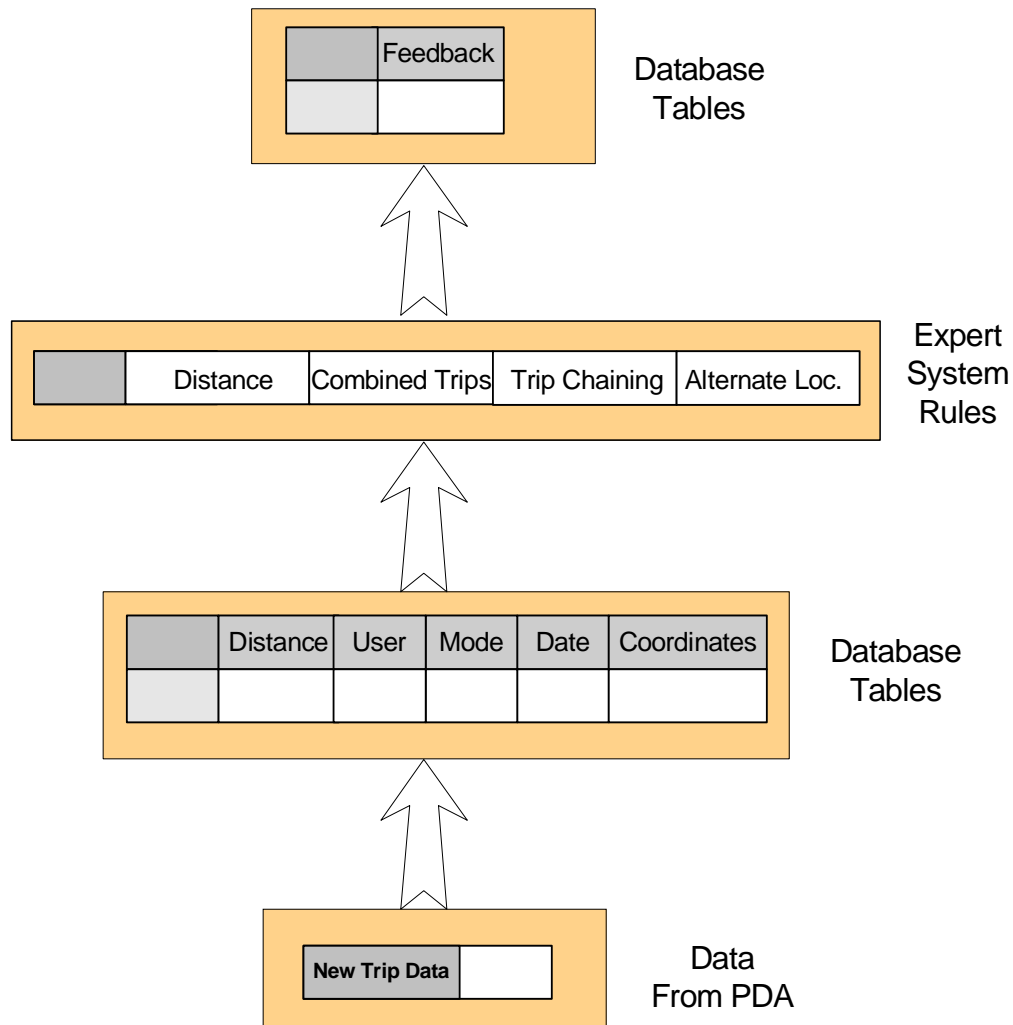 Feedback
Database
Tables
Distance Combined Trips Trip Chaining Alternate Loc.
Expert
System
Rules
Distance User Mode Date Coordinates
Database
Tables
New Trip Data
Data
From PDA